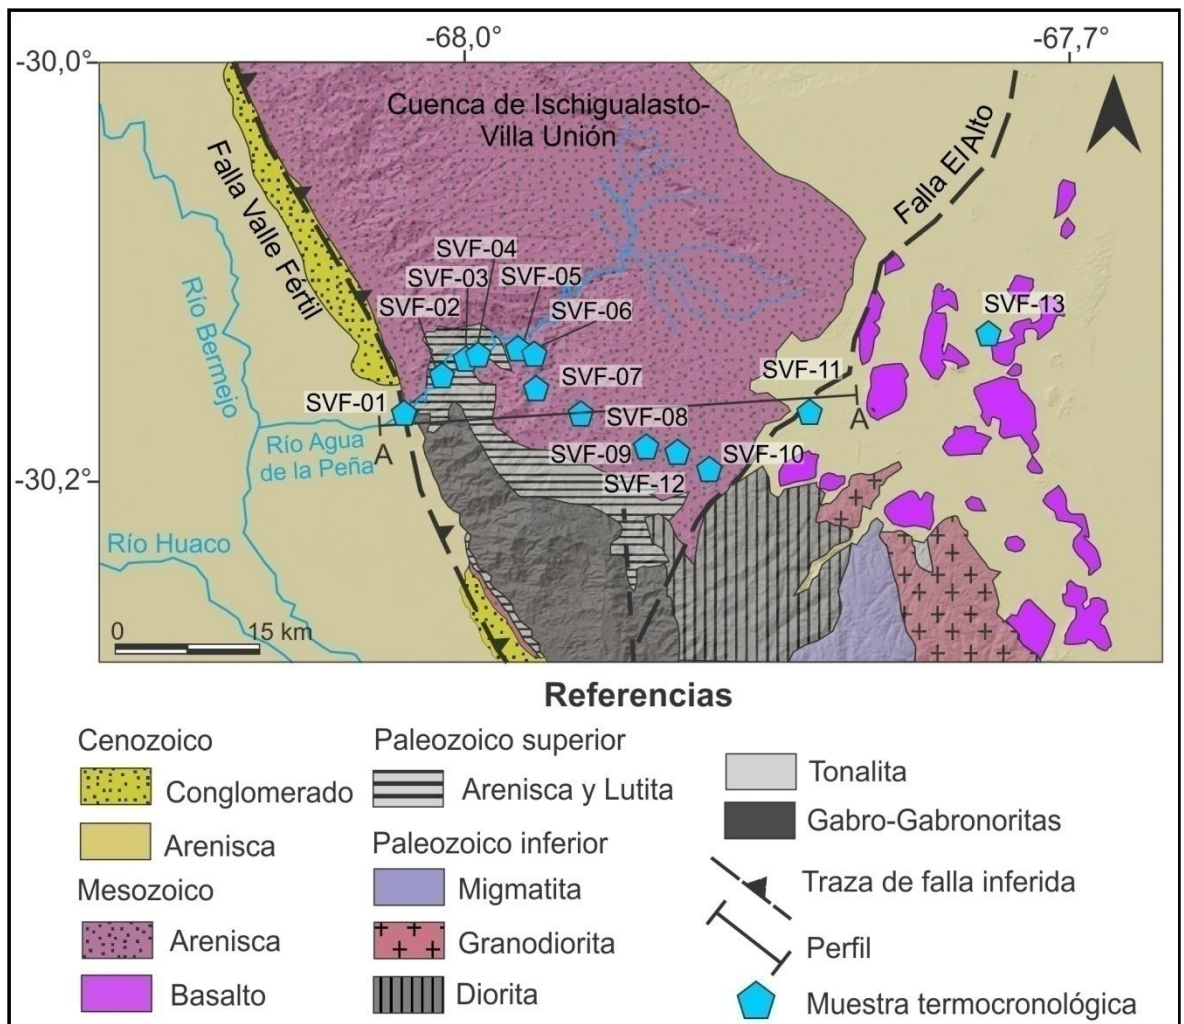 -68,0°
-67,7°
-30,0°
Cuenca de Ischigualasto-
Villa Unión
Falla El Alto
Falla Valle Fértil
SVF-04
SVF-03
SVF-05
SVF-02
SVF-06
Río Bermejo
SVF-13
SVF-11
SVF-07
SVF-01
SVF-08
A
A
Río Agua
de la Peña
SVF-09
SVF-10
-30,2°
SVF-12
Río Huaco
0
15 km
Referencias
Cenozoico
Conglomerado
Arenisca
Mesozoico
Arenisca
Basalto
Paleozoico superior
Arenisca y Lutita
Paleozoico inferior
Migmatita
Granodiorita
Diorita
Tonalita
Gabro-Gabronoritas
Traza de falla inferida
Perfil
Muestra termocronológica